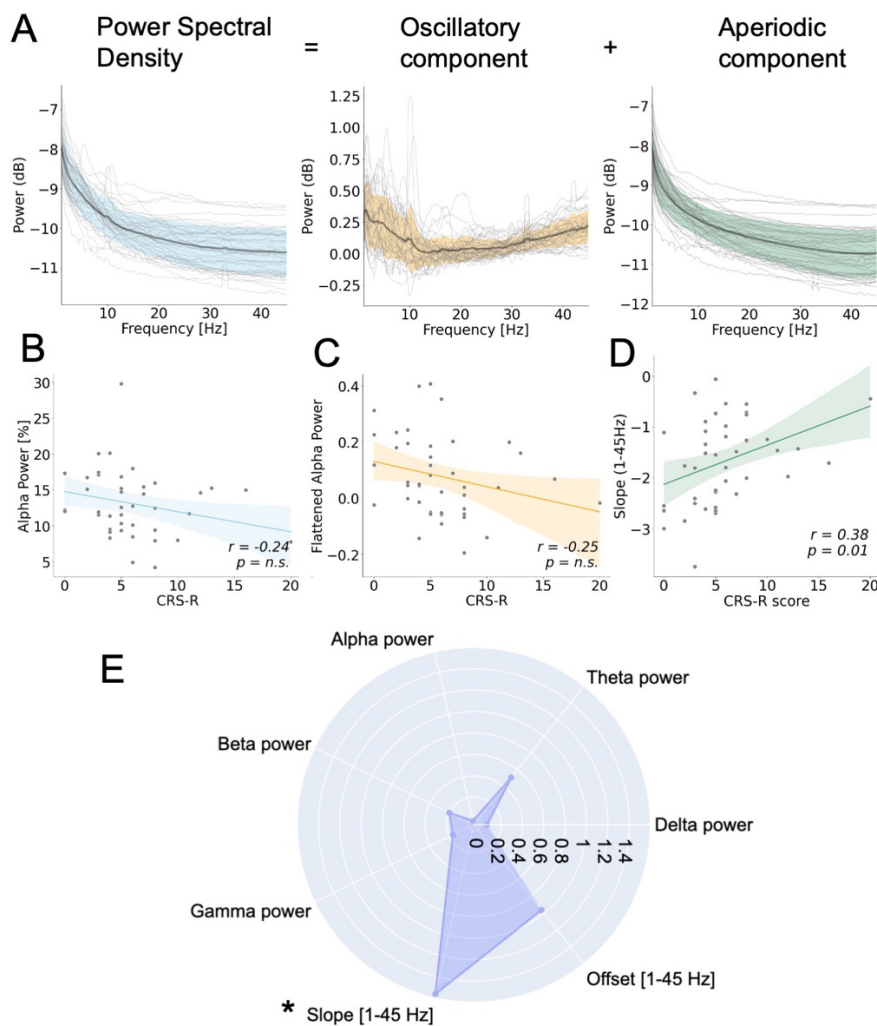 A
Power Spectral
Density
=
Oscillatory
component
+
Aperiodic
component
Power (dB)
−7
−8
−9
−10
−11
10
20
30
40
Frequency [Hz]
Power (dB)
1.25
1.00
0.75
0.50
0.25
0.00
−0.25
10
20
30
40
Frequency [Hz]
Power (dB)
−7
−8
−9
−10
−11
−12
10
20
30
40
Frequency [Hz]
B
Alpha Power [%]
30
25
20
15
10
5
0
5
10
15
20
r = -0.24
p = n.s.
CRS-R
C
Flattened Alpha Power
0.4
0.2
0.0
−0.2
0
5
10
15
20
r = -0.25
p = n.s.
CRS-R
D
Slope (1-45Hz)
0
−1
−2
−3
0
5
10
15
20
r = 0.38
p = 0.01
CRS-R score
E
Alpha power
Theta power
Beta power
Delta power
0
0.2
0.4
0.6
0.8
1
1.2
1.4
Gamma power
Offset [1-45 Hz]
* Slope [1-45 Hz]